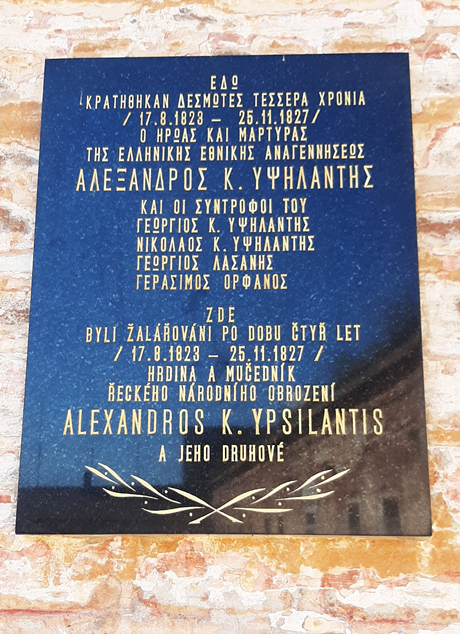 ΕΔΩ
ΚΡΑΤΗΘΗΚΑΝ ΔΕΣΜΩΤΕΣ ΤΕΣΣΕΡΑ ΧΡΟΝΙΑ
/ 17.8.1823 – 25.11.1827/
Ο ΗΡΩΑΣ ΚΑΙ ΜΑΡΤΥΡΑΣ
ΤΗΣ ΕΛΛΗΝΙΚΗΣ ΕΘΝΙΚΗΣ ΑΝΑΓΕΝΝΗΣΕΩΣ
ΑΛΕΞΑΝΔΡΟΣ Κ. ΥΨΗΛΑΝΤΗΣ
ΚΑΙ ΟΙ ΣΥΝΤΡΟΦΟΙ ΤΟΥ
ΓΕΩΡΓΙΟΣ Κ. ΥΨΗΛΑΝΤΗΣ
ΝΙΚΟΛΑΟΣ Κ. ΥΨΗΛΑΝΤΗΣ
ΓΕΩΡΓΙΟΣ ΛΑΣΑΝΗΣ
ΓΕΡΑΣΙΜΟΣ ΟΡΦΑΝΟΣ
ZDE
BYLI ŽALÁŘOVÁNI PO DOBU ČTYŘ LET
/ 17.8.1823 – 25.11.1827 /
HRDINA A MUČEDNÍK
ŘECKÉHO NÁRODNÍHO OBROZENÍ
ALEXANDROS K. YPSILANTIS
A JEHO DRUHOVÉ